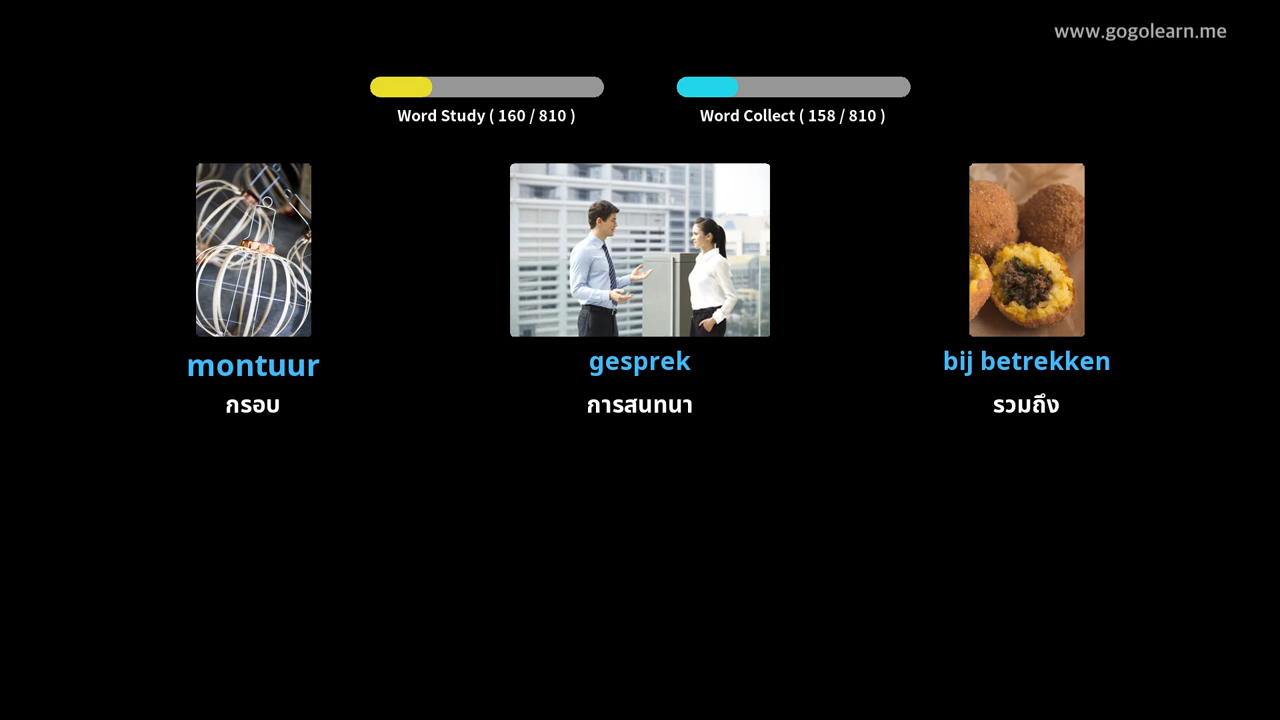 www.gogolearn.me
Word Study ( 160 / 810 )
Word Collect ( 158 / 810 )
montuur
gesprek
bij betrekken
กรอบ
การสนทนา
รวมถึง